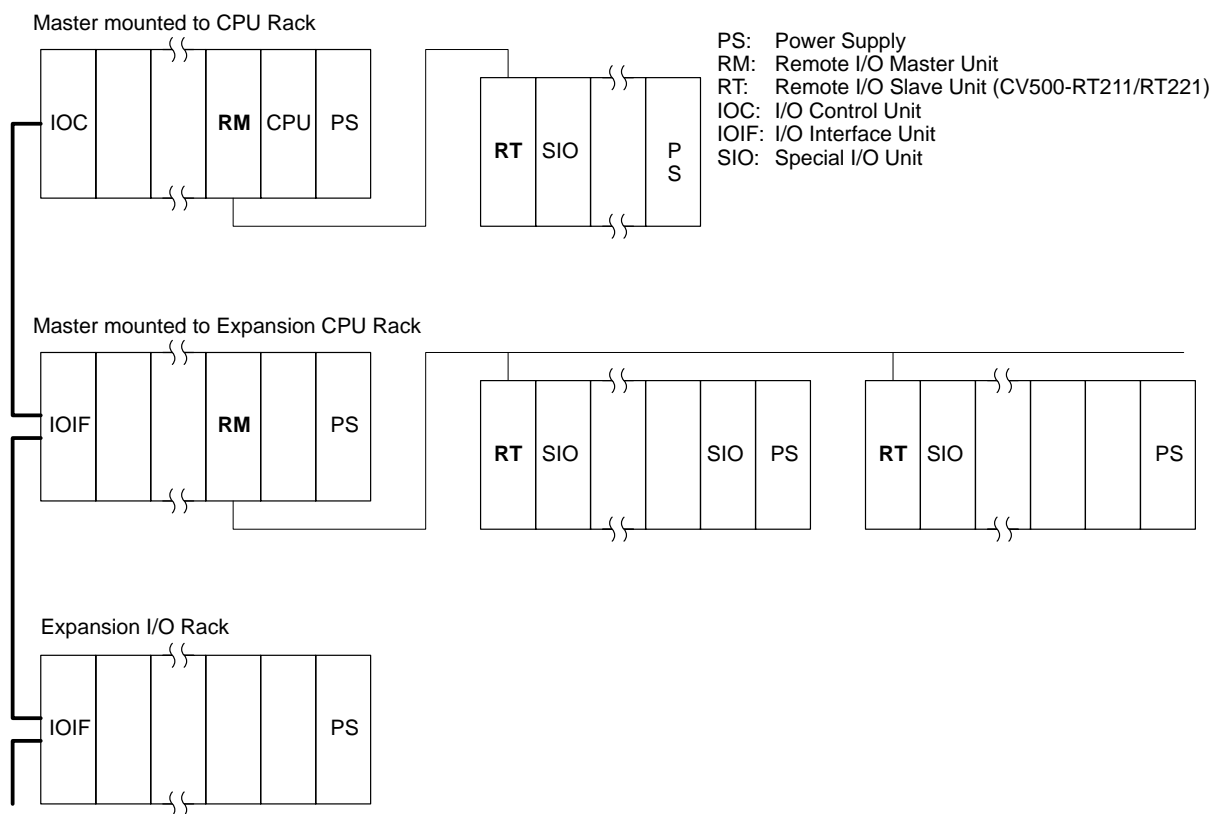 Master mounted to CPU Rack
PS: Power Supply
RM: Remote I/O Master Unit
RT: Remote I/O Slave Unit (CV500-RT211/RT221)
IOC: I/O Control Unit
IOIF: I/O Interface Unit
SIO: Special I/O Unit
IOC RM CPU PS
RT SIO P
S
Master mounted to Expansion CPU Rack
IOIF RM PS
RT SIO SIO PS
RT SIO PS
Expansion I/O Rack
IOIF PS